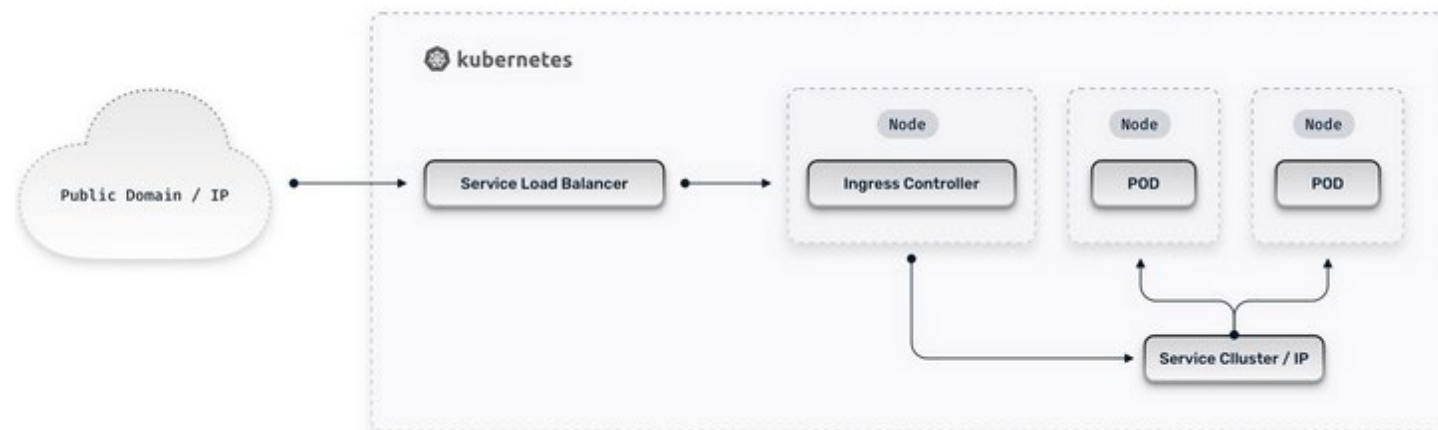 kubernetes
Public Domain / IP
Service Load Balancer
Node
Ingress Controller
Node
POD
Node
POD
Service Clluster / IP